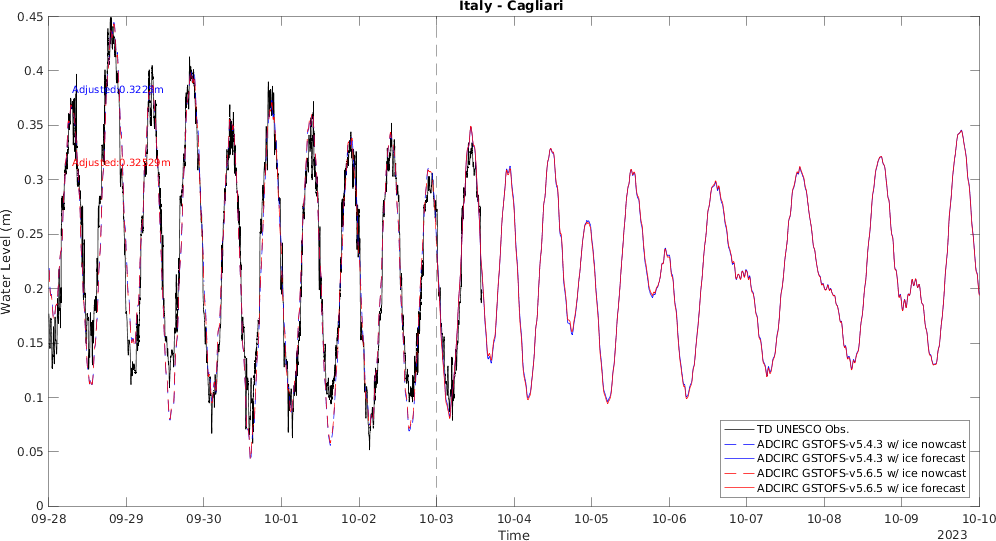 Italy - Cagliari
0.45
0.4
0.35
0.3
0.25
0.2
0.15
0.1
0.05
0
Water Level (m)
Adjusted:0.3223m
Adjusted:0.32529m
TD UNESCO Obs.
ADCIRC GSTOFS-v5.4.3 w/ ice nowcast
ADCIRC GSTOFS-v5.4.3 w/ ice forecast
ADCIRC GSTOFS-v5.6.5 w/ ice nowcast
ADCIRC GSTOFS-v5.6.5 w/ ice forecast
09-28 09-29 09-30 10-01 10-02 10-03 10-04 10-05 10-06 10-07 10-08 10-09 10-10
Time
2023